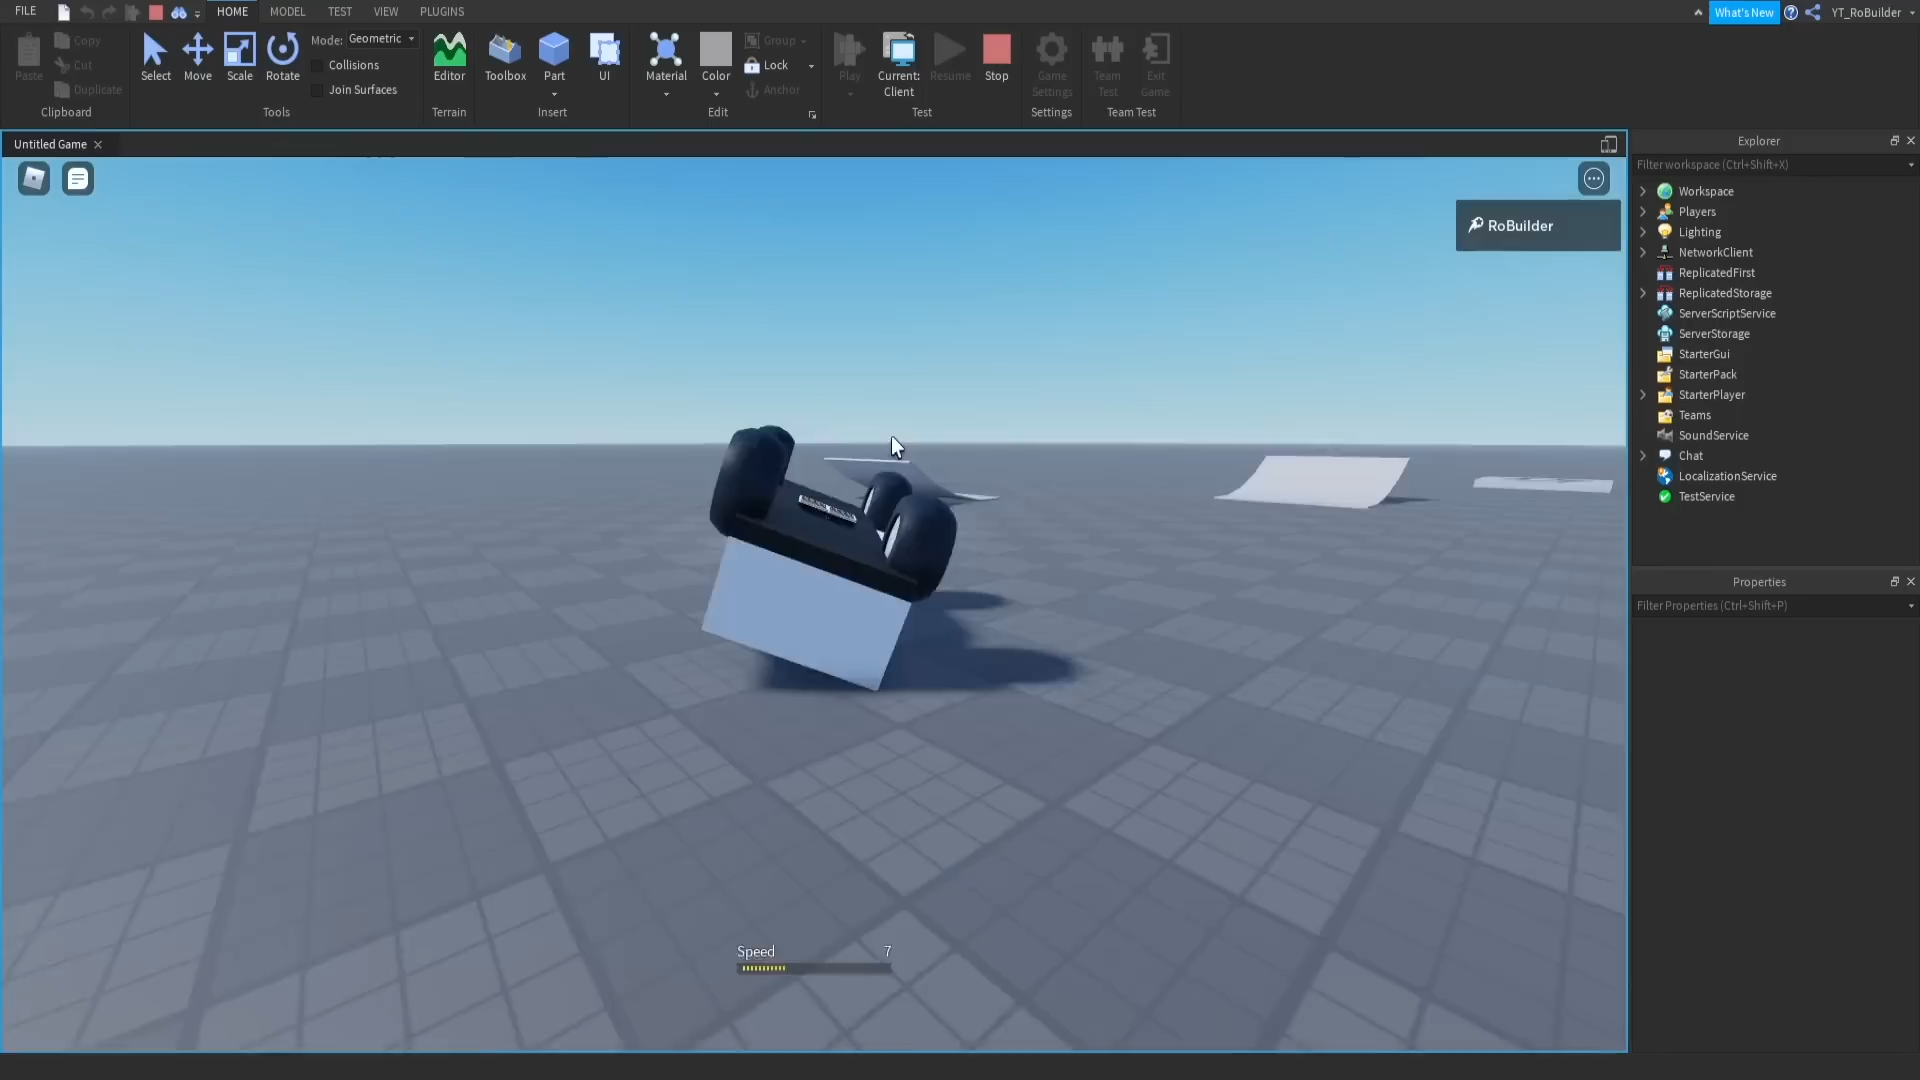 FILE
HOME
MODEL
TEST
VIEW
PLUGINS
What's New
YT_RoBuilder
Paste
Copy
Cut
Duplicate
Clipboard
Select
Move
Scale
Rotate
Mode: Geometric
Collisions
Join Surfaces
Tools
Editor
Terrain
Toolbox
Part
UI
Insert
Material
Color
Group
Lock
Anchor
Edit
Play
Current:
Client
Resume
Stop
Test
Game
Settings
Settings
Team
Test
Exit
Game
Team Test
Untitled Game
RoBuilder
Speed 7
Explorer
Filter workspace (Ctrl+Shift+X)
Workspace
Players
Lighting
NetworkClient
ReplicatedFirst
ReplicatedStorage
ServerScriptService
ServerStorage
StarterGui
StarterPack
StarterPlayer
Teams
SoundService
Chat
LocalizationService
TestService
Properties
Filter Properties (Ctrl+Shift+P)